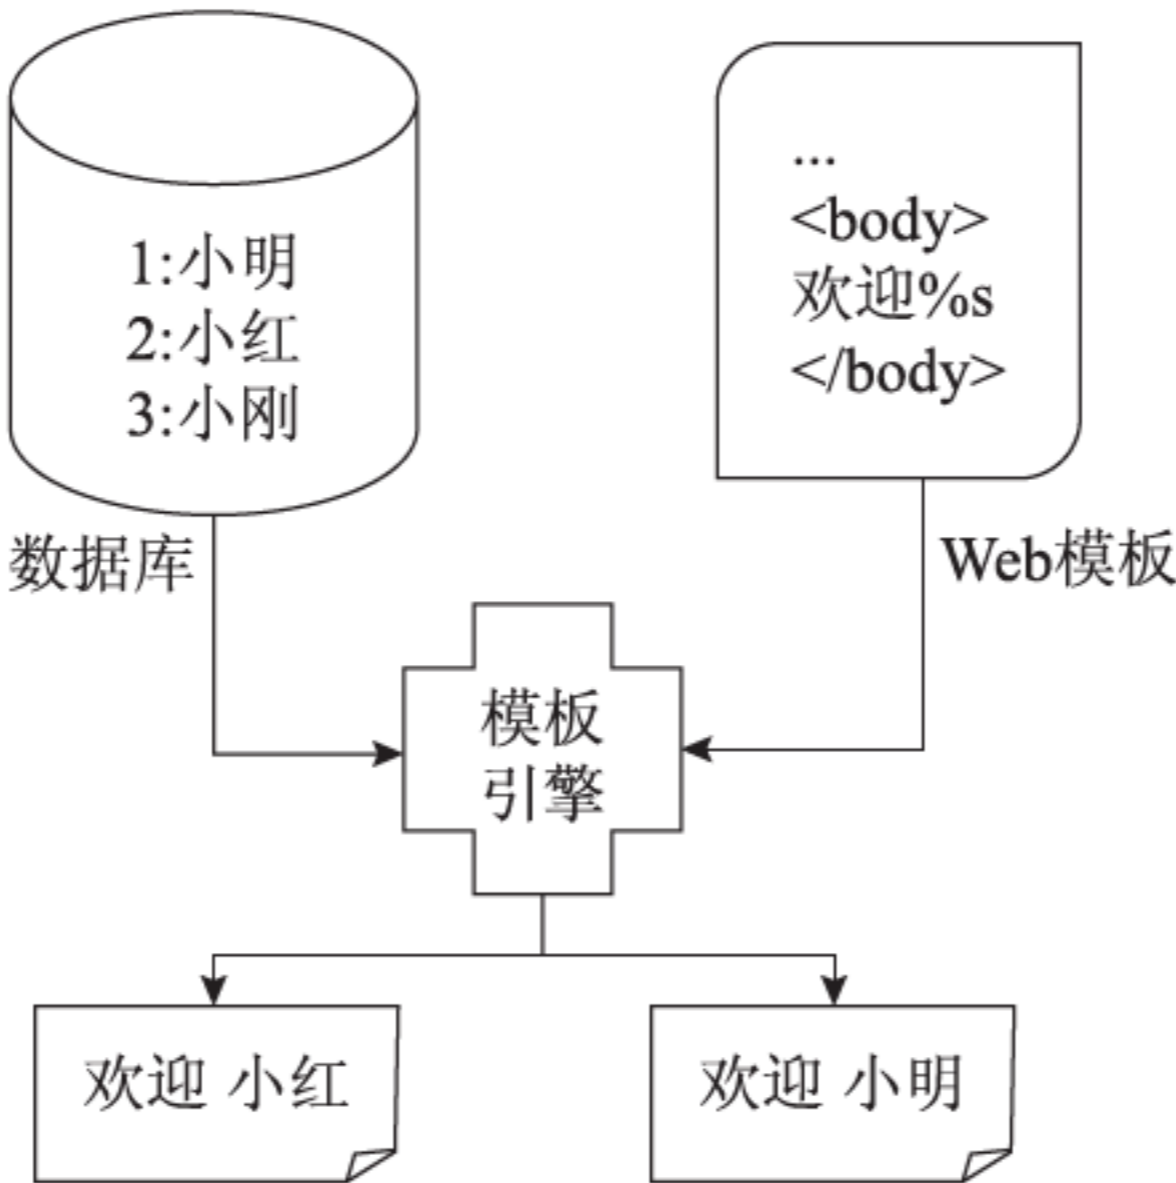 1:小明
2:小红
3:小刚
数据库
...
<body>
欢迎%s
</body>
Web模板
模板
引擎
欢迎 小红
欢迎 小明